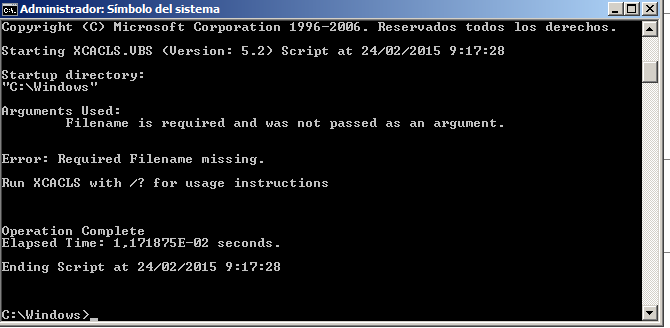 Administrador: Símbolo del sistema
Copyright (C) Microsoft Corporation 1996-2006. Reservados todos los derechos.
Starting XCACLS.VBS (Version: 5.2) Script at 24/02/2015 9:17:28
Startup directory:
"C:\Windows"
Arguments Used:
Filename is required and was not passed as an argument.
Error: Required Filename missing.
Run XCACLS with /? for usage instructions
Operation Complete
Elapsed Time: 1,171875E-02 seconds.
Ending Script at 24/02/2015 9:17:28
C:\Windows>_